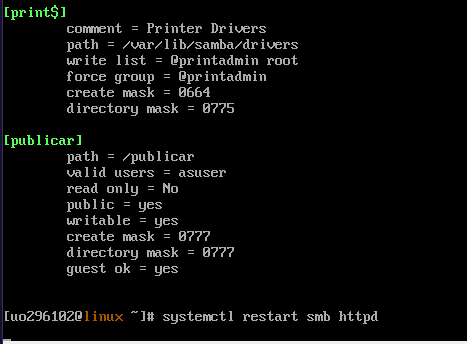 [print$]
comment = Printer Drivers
path = /var/lib/samba/drivers
write list = @printadmin root
force group = @printadmin
create mask = 0664
directory mask = 0775
[publicar]
path = /publicar
valid users = asuser
read only = No
public = yes
writable = yes
create mask = 0777
directory mask = 0777
guest ok = yes
[uo296102@linux ~]# systemctl restart smb httpd